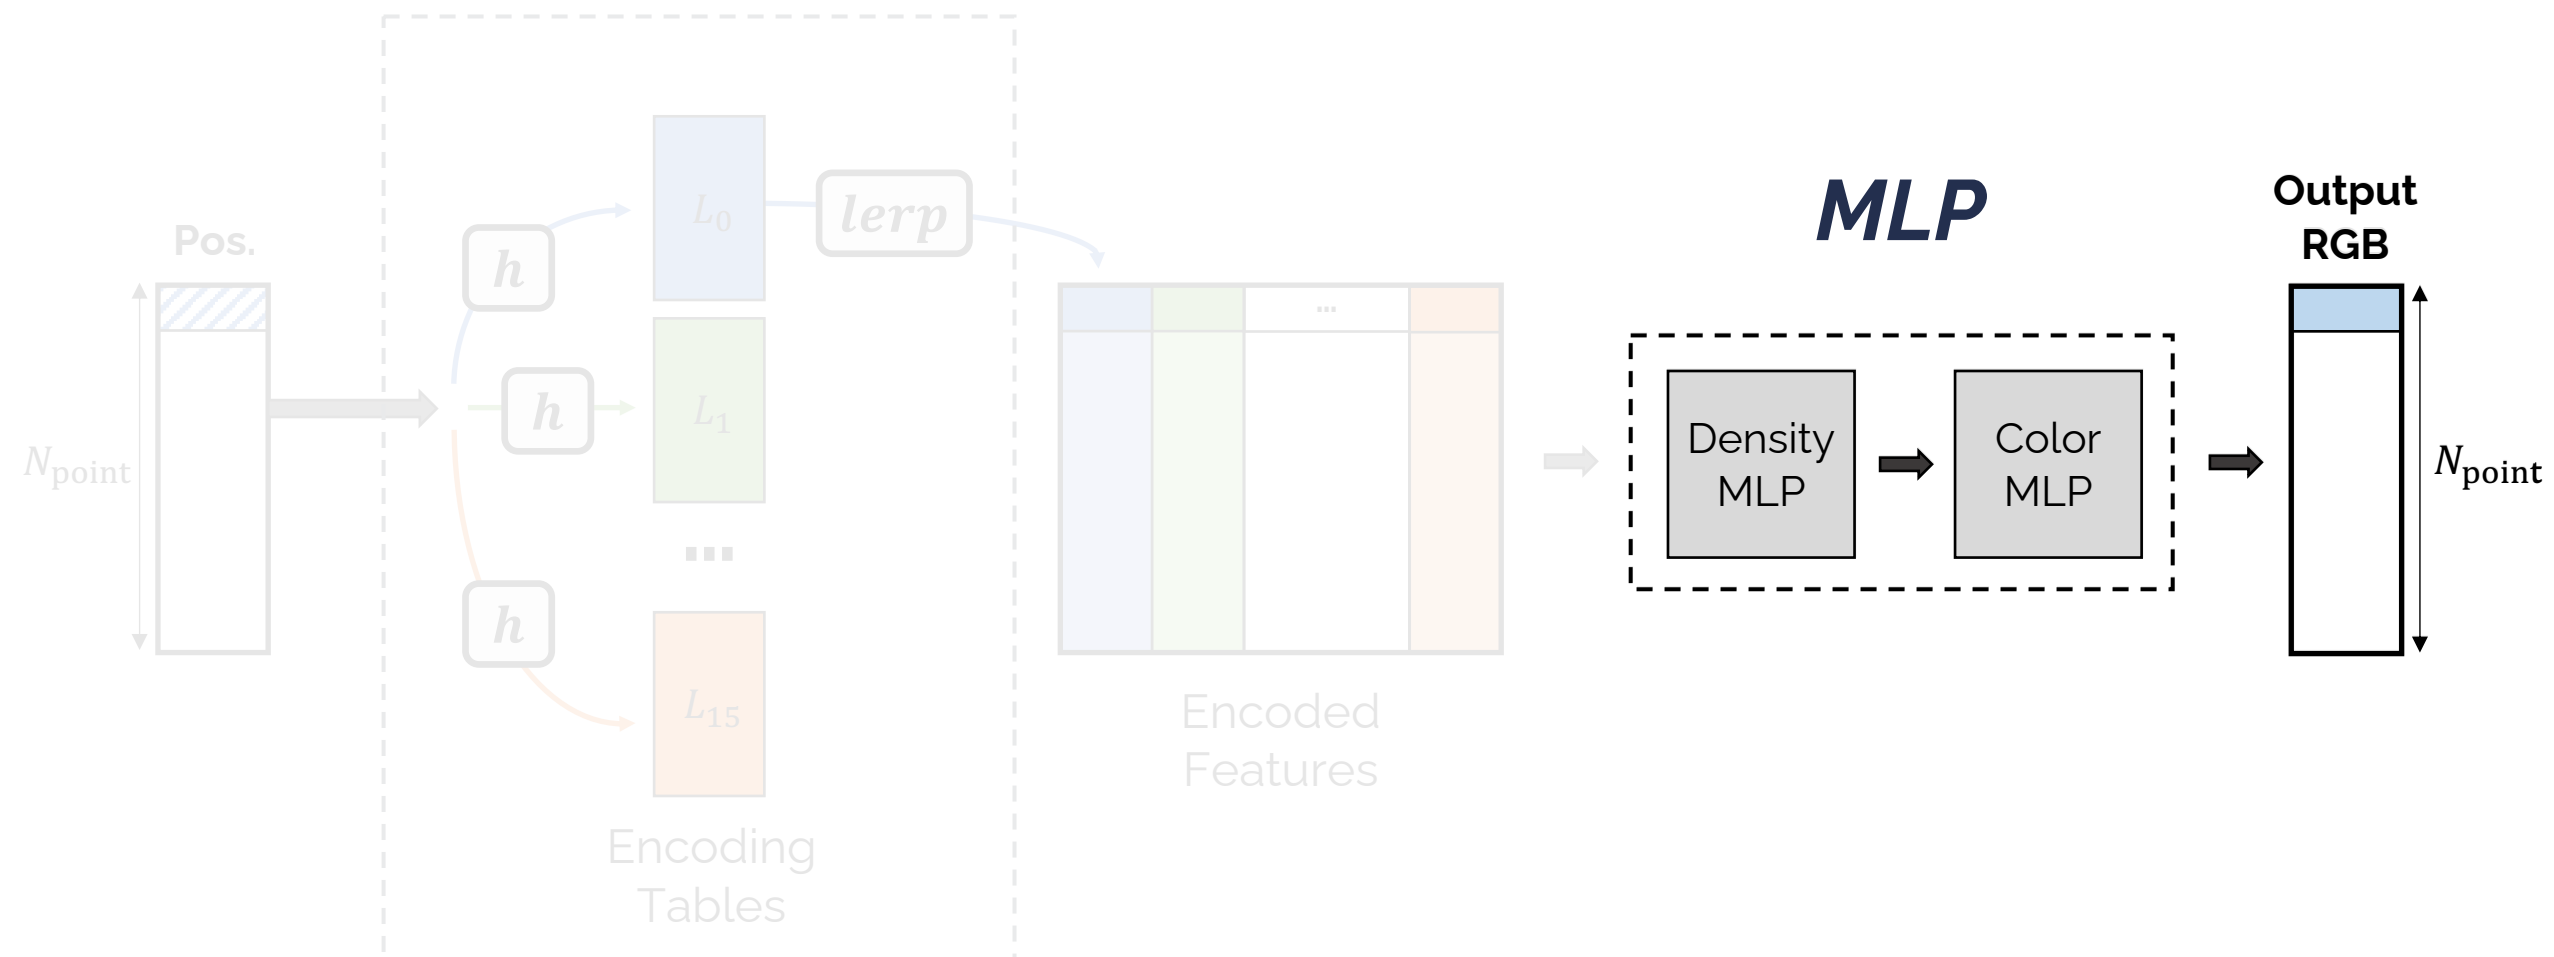 Pos.
N_point
h
h
h
L_0
L_1
...
L_15
lerp
Encoding
Tables
...
Encoded
Features
MLP
Density
MLP
Color
MLP
Output
RGB
N_point